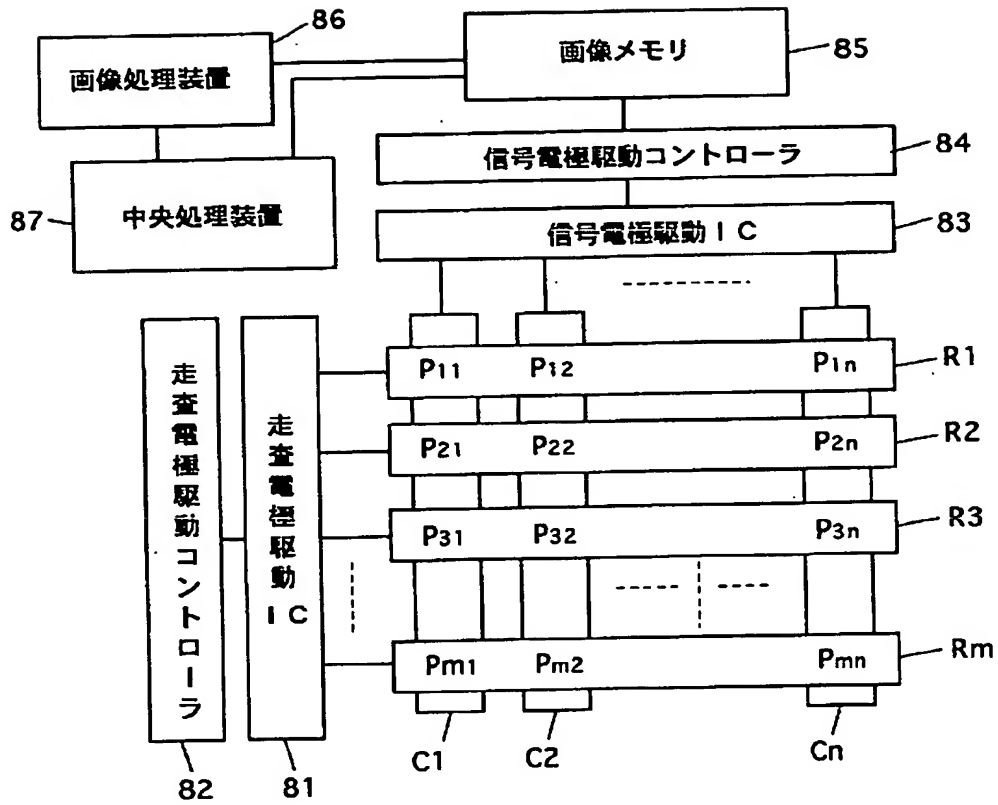 86
画像処理装置
画像メモリ
85
信号電極駆動コントローラ
84
87
中央処理装置
信号電極駆動IC
83
走査電極駆動コントローラ
走査電極駆動IC
P11 P12 P1n
R1
P21 P22 P2n
R2
P31 P32 P3n
R3
Pm1 Pm2 Pmn
Rm
C1 C2 Cn
82 81